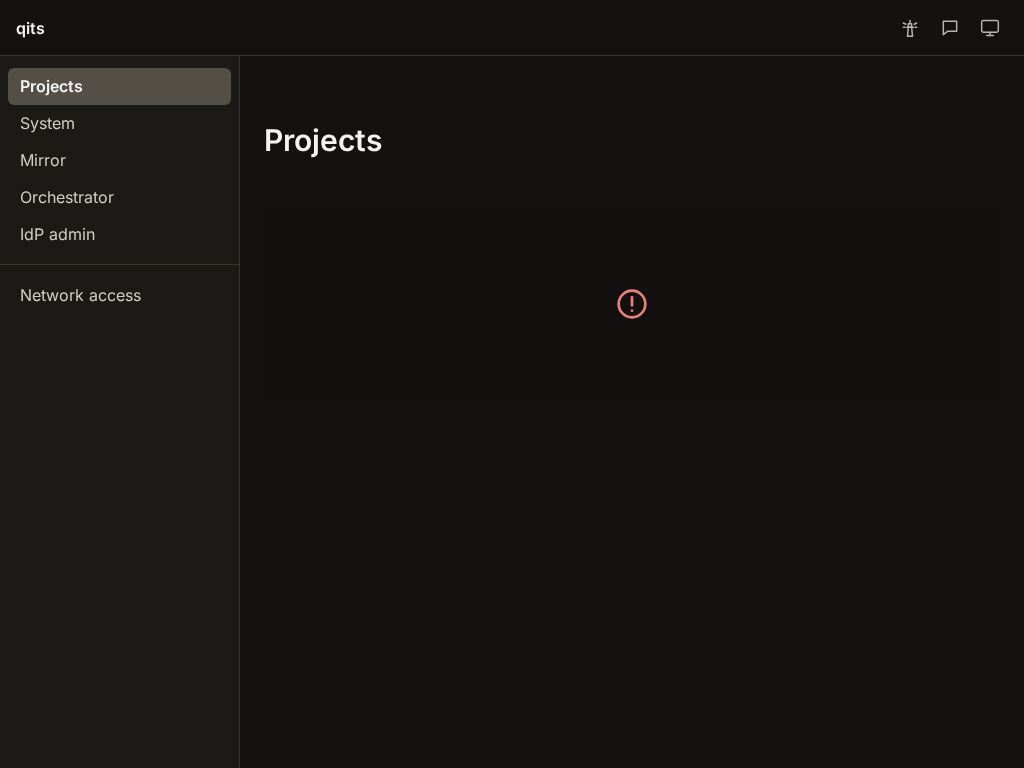 qits
Projects
System
Mirror
Orchestrator
IdP admin
Network access
Projects